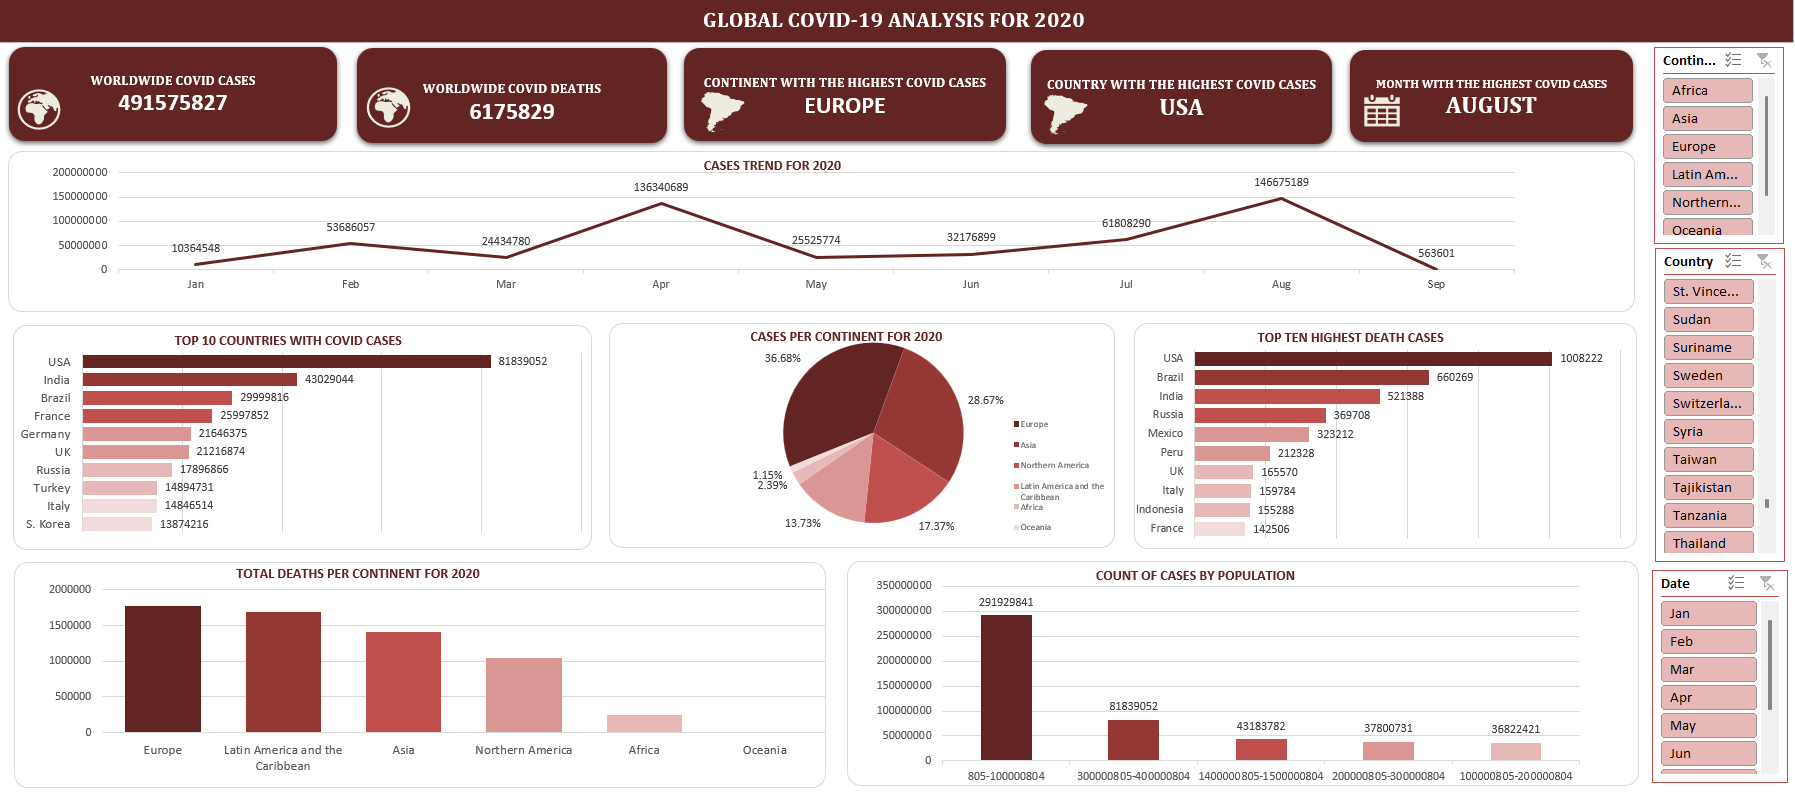 GLOBAL COVID-19 ANALYSIS FOR 2020
WORLDWIDE COVID CASES
491575827
WORLDWIDE COVID DEATHS
6175829
CONTINENT WITH THE HIGHEST COVID CASES
EUROPE
COUNTRY WITH THE HIGHEST COVID CASES
USA
MONTH WITH THE HIGHEST COVID CASES
AUGUST
CASES TREND FOR 2020
200000000
150000000
100000000
50000000
0
10364548
53686057
24434780
136340689
25525774
32176899
61808290
146675189
563601
Jan
Feb
Mar
Apr
May
Jun
Jul
Aug
Sep
TOP 10 COUNTRIES WITH COVID CASES
USA 81839052
India 43029044
Brazil 29999816
France 25997852
Germany 21646375
UK 21216874
Russia 17896866
Turkey 14894731
Italy 14846514
S. Korea 13874216
CASES PER CONTINENT FOR 2020
36.68%
28.67%
17.37%
13.73%
2.39%
1.15%
Europe
Asia
Northern America
Latin America and the
Caribbean
Africa
Oceania
TOP TEN HIGHEST DEATH CASES
USA 1008222
Brazil 660269
India 521388
Russia 369708
Mexico 323212
Peru 212328
UK 165570
Italy 159784
Indonesia 155288
France 142506
TOTAL DEATHS PER CONTINENT FOR 2020
2000000
1500000
1000000
500000
0
Europe
Latin America and the
Caribbean
Asia
Northern America
Africa
Oceania
COUNT OF CASES BY POPULATION
350000000
300000000
250000000
200000000
150000000
100000000
50000000
0
291929841
81839052
43183782
37800731
36822421
805-100000804
300000805-400000804
1400000805-1500000804
200000805-300000804
100000805-200000804
Contin...
Africa
Asia
Europe
Latin Am...
Northern...
Oceania
Country
St. Vince...
Sudan
Suriname
Sweden
Switzerla...
Syria
Taiwan
Tajikistan
Tanzania
Thailand
Date
Jan
Feb
Mar
Apr
May
Jun